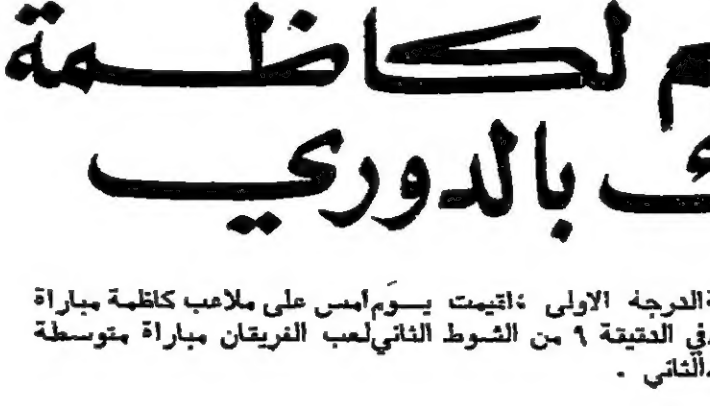 لكاظمة
بالدوري
الدرجة الاولى ،اقيمت يوم امس على ملاعب كاظمة مباراة
في الدقيقة ٩ من الشوط الثاني لعب الفريقان مباراة متوسطة
الثاني .